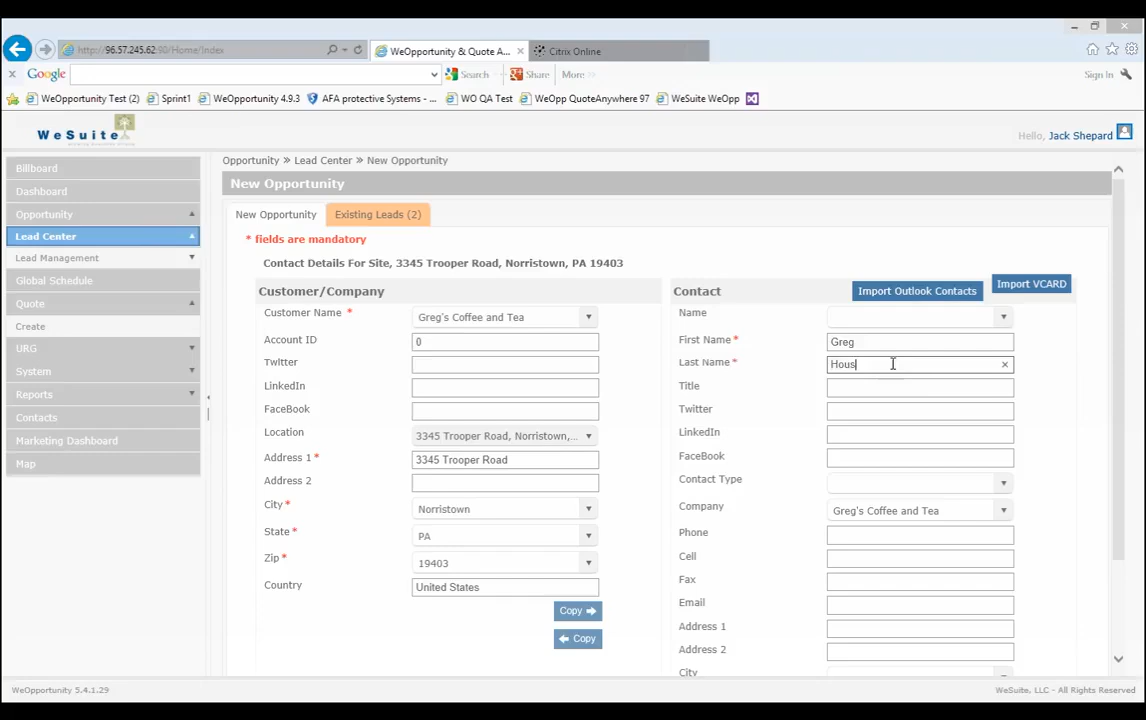 http://96.57.245.62:90/Home/Index
WeOpportunity & Quote A...
Citrix Online
Google
Search
Share
More
Sign In
WeOpportunity Test (2)
Sprint1
WeOpportunity 4.9.3
AFA protective Systems - ...
WO QA Test
WeOpp QuoteAnywhere 97
WeSuite WeOpp
WeSuite
Hello, Jack Shepard
Billboard
Dashboard
Opportunity
Lead Center
Lead Management
Global Schedule
Quote
Create
URG
System
Reports
Contacts
Marketing Dashboard
Map
Opportunity » Lead Center » New Opportunity
New Opportunity
New Opportunity
Existing Leads (2)
* fields are mandatory
Contact Details For Site, 3345 Trooper Road, Norristown, PA 19403
Customer/Company
Customer Name * Greg's Coffee and Tea
Account ID 0
Twitter
LinkedIn
FaceBook
Location 3345 Trooper Road, Norristown,...
Address 1 * 3345 Trooper Road
Address 2
City * Norristown
State * PA
Zip * 19403
Country United States
Copy
Copy
Contact
Import Outlook Contacts
Import VCARD
Name
First Name * Greg
Last Name * Hous
Title
Twitter
LinkedIn
FaceBook
Contact Type
Company Greg's Coffee and Tea
Phone
Cell
Fax
Email
Address 1
Address 2
City
WeOpportunity 5.4.1.29
WeSuite, LLC - All Rights Reserved